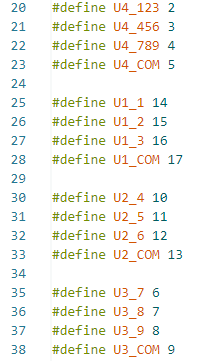 20 #define U4_123 2
21 #define U4_456 3
22 #define U4_789 4
23 #define U4_COM 5
24
25 #define U1_1 14
26 #define U1_2 15
27 #define U1_3 16
28 #define U1_COM 17
29
30 #define U2_4 10
31 #define U2_5 11
32 #define U2_6 12
33 #define U2_COM 13
34
35 #define U3_7 6
36 #define U3_8 7
37 #define U3_9 8
38 #define U3_COM 9